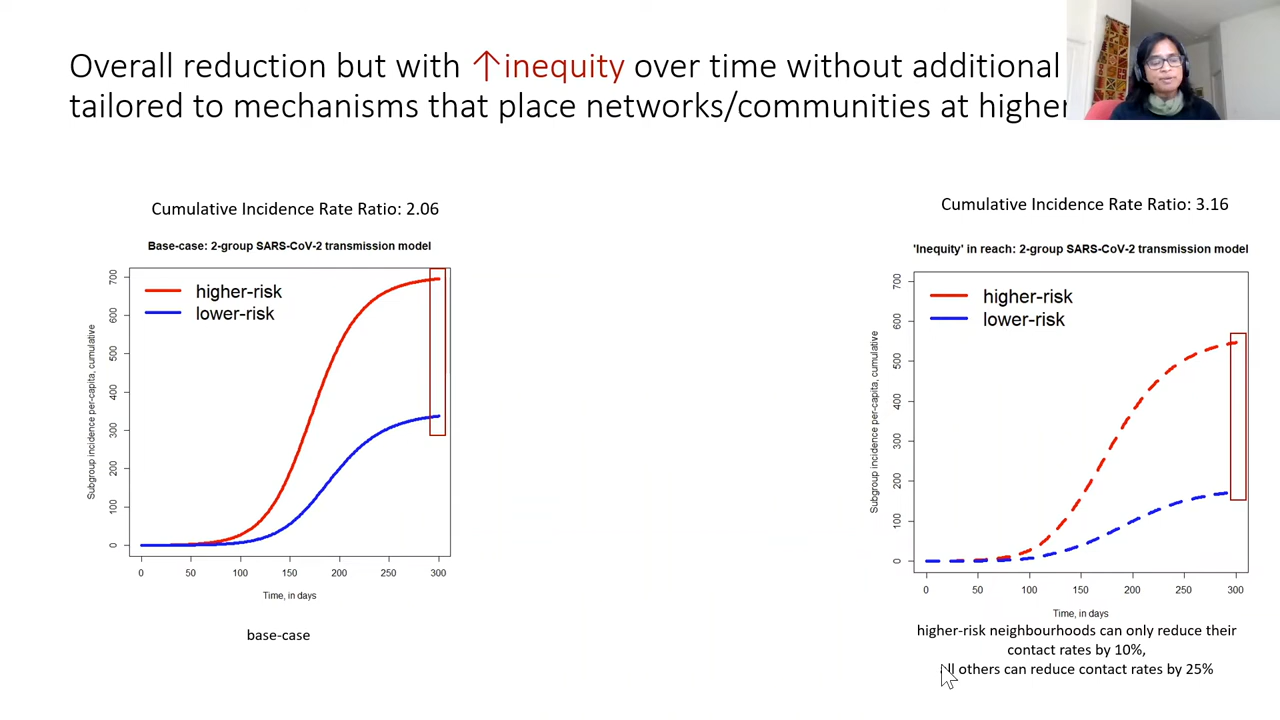 Overall reduction but with ↑inequity over time without additional
tailored to mechanisms that place networks/communities at higher
Cumulative Incidence Rate Ratio: 2.06
Base-case: 2-group SARS-CoV-2 transmission model
higher-risk
lower-risk
Subgroup incidence per-capita, cumulative
700
600
500
400
300
200
100
0
0 50 100 150 200 250 300
Time, in days
base-case
Cumulative Incidence Rate Ratio: 3.16
'Inequity' in reach: 2-group SARS-CoV-2 transmission model
higher-risk
lower-risk
Subgroup incidence per-capita, cumulative
700
600
500
400
300
200
100
0
0 50 100 150 200 250 300
Time, in days
higher-risk neighbourhoods can only reduce their
contact rates by 10%,
all others can reduce contact rates by 25%